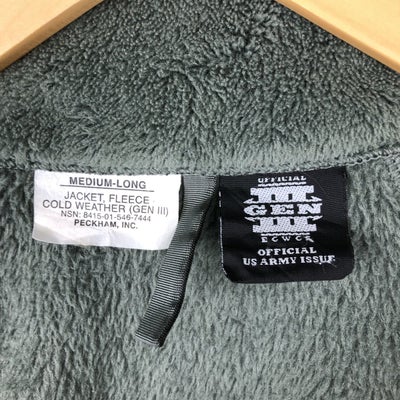 MEDIUM-LONG
JACKET, FLEECE
COLD WEATHER (GEN III)
NSN: 8415-01-546-7444
PECKHAM, INC.
OFFICIAL
III
GEN
III
ECWCS
OFFICIAL
US ARMY ISSUE